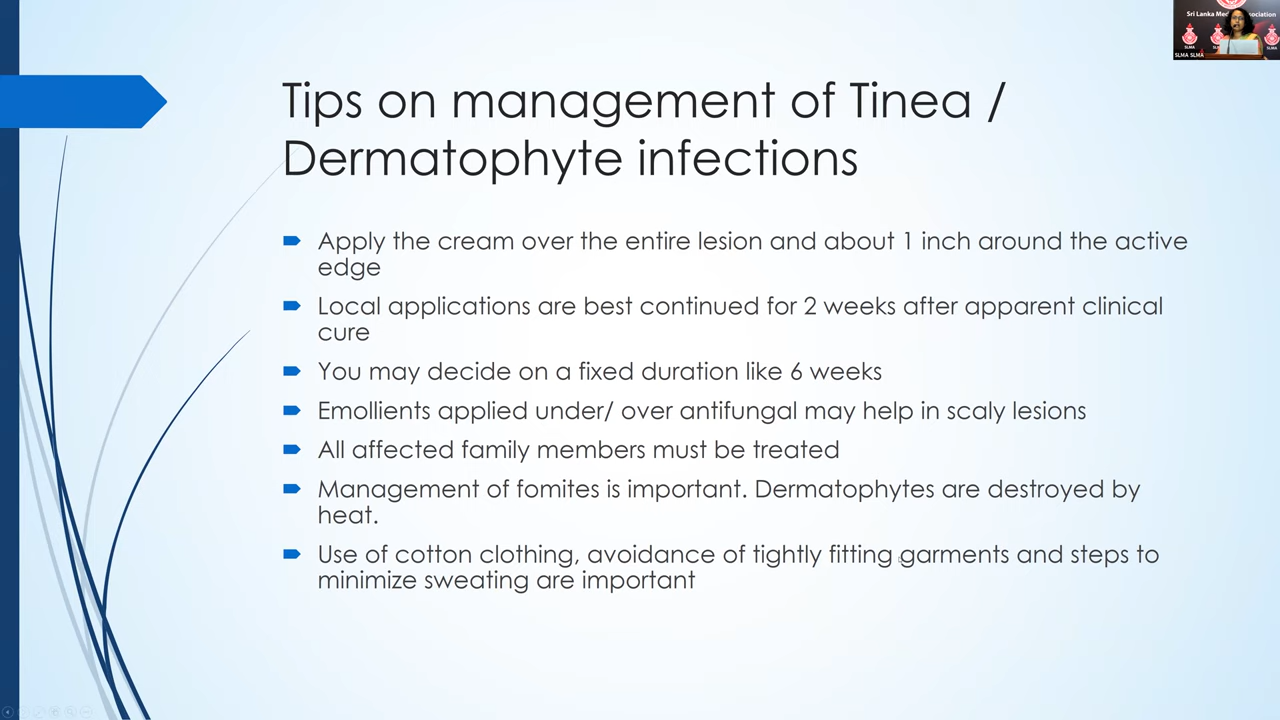 Sri Lanka Medical Association
SLMA
SLMA
SLMA SLMA
Tips on management of Tinea /
Dermatophyte infections
Apply the cream over the entire lesion and about 1 inch around the active
edge
Local applications are best continued for 2 weeks after apparent clinical
cure
You may decide on a fixed duration like 6 weeks
Emollients applied under/ over antifungal may help in scaly lesions
All affected family members must be treated
Management of fomites is important. Dermatophytes are destroyed by
heat.
Use of cotton clothing, avoidance of tightly fitting garments and steps to
minimize sweating are important